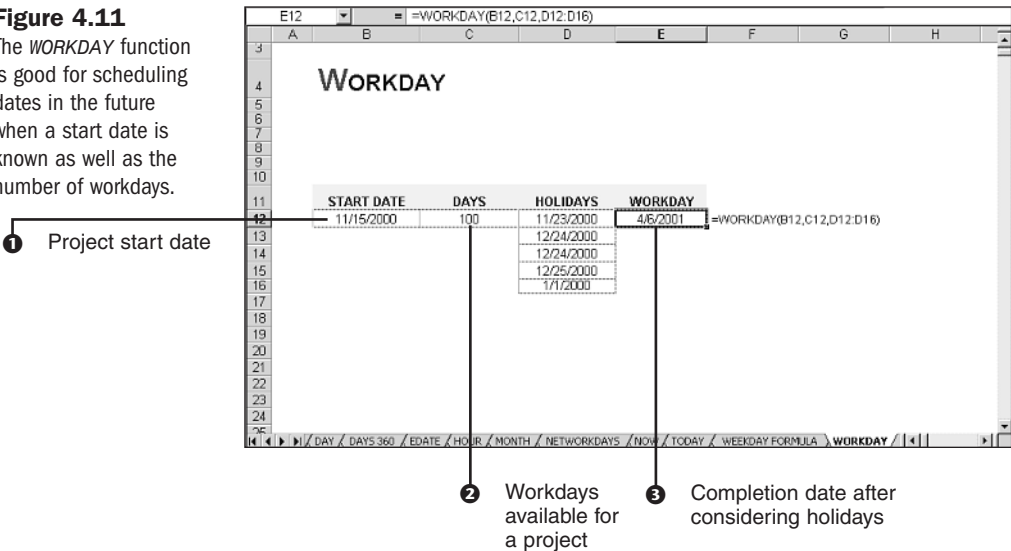 Figure 4.11
The WORKDAY function
is good for scheduling
dates in the future
when a start date is
known as well as the
number of workdays.
E12 = =WORKDAY(B12,C12,D12:D16)
A B C D E F G H
3
4 WORKDAY
5
6
7
8
9
10
11 START DATE DAYS HOLIDAYS WORKDAY
12 11/15/2000 100 11/23/2000 4/6/2001 =WORKDAY(B12,C12,D12:D16)
13 12/24/2000
14 12/24/2000
15 12/25/2000
16 1/1/2000
17
18
19
20
21
22
23
24
25
DAY / DAYS 360 / EDATE / HOUR / MONTH / NETWORKDAYS / NOW / TODAY / WEEKDAY FORMULA \ WORKDAY /
1 Project start date
2 Workdays
available for
a project
3 Completion date after
considering holidays